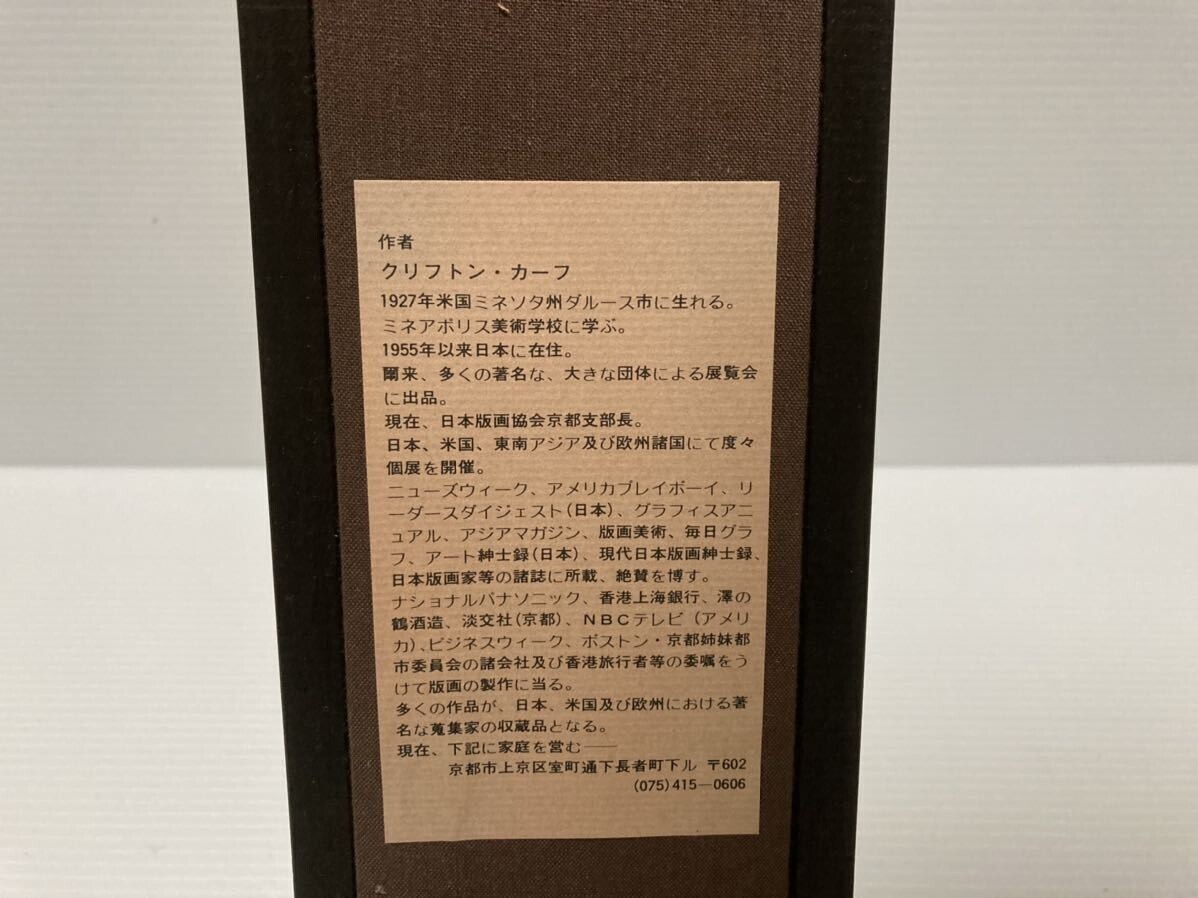 作者
クリフトン・カーフ
1927年米国ミネソタ州ダルース市に生れる。
ミネアポリス美術学校に学ぶ。
1955年以来日本に在住。
爾来、多くの著名な、大きな団体による展覧会
に出品。
現在、日本版画協会京都支部長。
日本、米国、東南アジア及び欧州諸国にて度々
個展を開催。
ニューズウィーク、アメリカプレイボーイ、リ
ーダースダイジェスト(日本)、グラフィスアニ
ュアル、アジアマガジン、版画美術、毎日グラ
フ、アート紳士録(日本)、現代日本版画紳士録、
日本版画家等の諸誌に所載、絶賛を博す。
ナショナルパナソニック、香港上海銀行、澤の
鶴酒造、淡交社(京都)、NBCテレビ(アメリ
カ)、ビジネスウィーク、ボストン・京都姉妹都
市委員会の諸会社及び香港旅行者等の委嘱をう
けて版画の製作に当る。
多くの作品が、日本、米国及び欧州における著
名な蒐集家の収蔵品となる。
現在、下記に家庭を営む――
京都市上京区室町通下長者町下ル 〒602
(075)415―0606